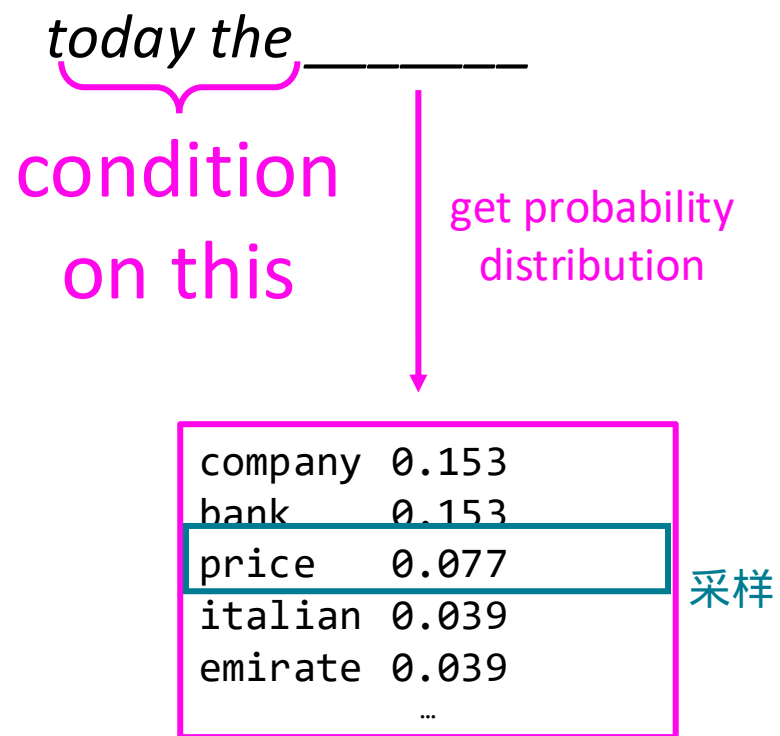 today the _______
condition
on this
get probability
distribution
company 0.153
bank 0.153
price 0.077
采样
italian 0.039
emirate 0.039
…